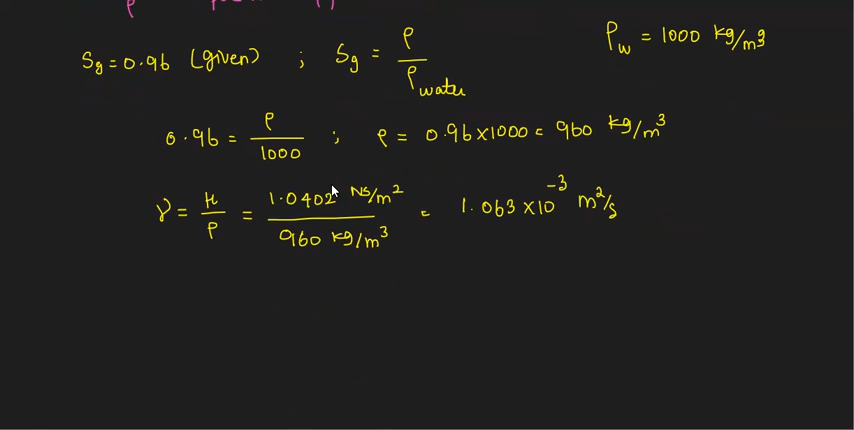 Sg = 0.96 (given) ; Sg = ρ / ρwater
ρw = 1000 kg/m3
0.96 = ρ / 1000 ; ρ = 0.96 × 1000 = 960 kg/m³
γ = μ / ρ = 1.0402 NS/m² / 960 kg/m³ = 1.063 × 10⁻³ m²/s